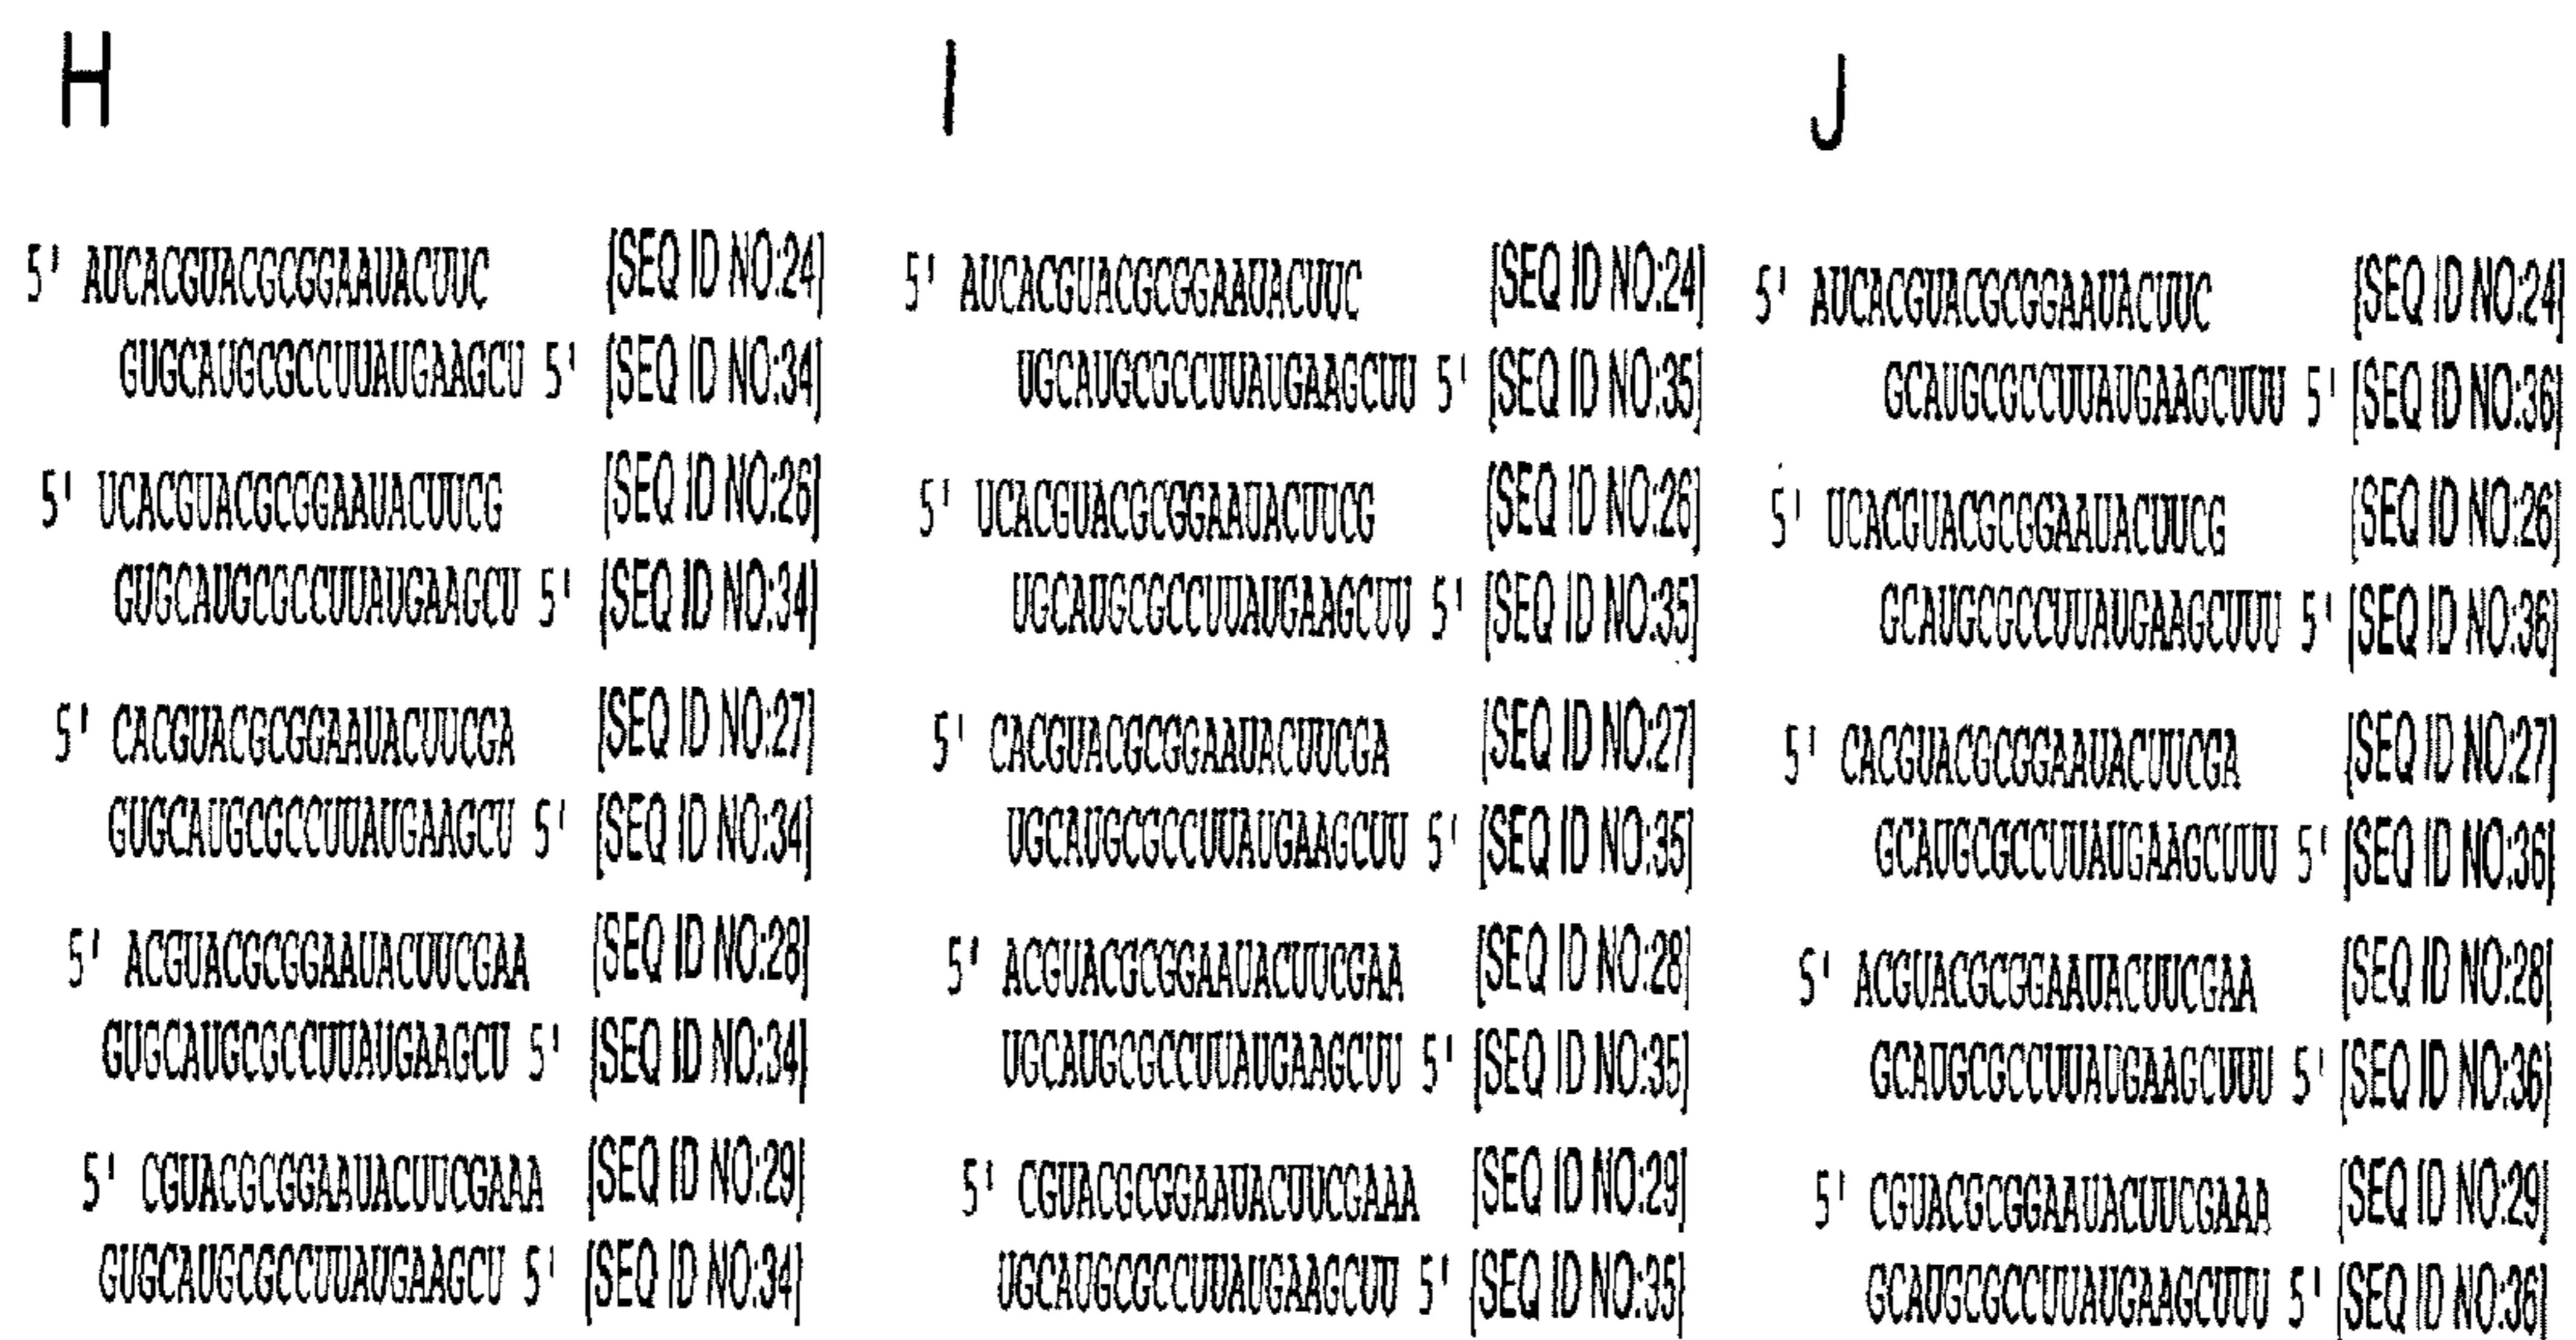 H
5' AUCACGUACGCGGAAUACUUC [SEQ ID NO:24]
GUGCAUGCGCCUUAUGAAGCU 5' [SEQ ID NO:34]
5' UCACGUACGCGGAAUACUUCG [SEQ ID NO:26]
GUGCAUGCGCCUUAUGAAGCU 5' [SEQ ID NO:34]
5' CACGUACGCGGAAUACUUCGA [SEQ ID NO:27]
GUGCAUGCGCCUUAUGAAGCU 5' [SEQ ID NO:34]
5' ACGUACGCGGAAUACUUCGAA [SEQ ID NO:28]
GUGCAUGCGCCUUAUGAAGCU 5' [SEQ ID NO:34]
5' CGUACGCGGAAUACUUCGAAA [SEQ ID NO:29]
GUGCAUGCGCCUUAUGAAGCU 5' [SEQ ID NO:34]
I
5' AUCACGUACGCGGAAUACUUC [SEQ ID NO:24]
UGCAUGCGCCUUAUGAAGCUU 5' [SEQ ID NO:35]
5' UCACGUACGCGGAAUACUUCG [SEQ ID NO:26]
UGCAUGCGCCUUAUGAAGCUU 5' [SEQ ID NO:35]
5' CACGUACGCGGAAUACUUCGA [SEQ ID NO:27]
UGCAUGCGCCUUAUGAAGCUU 5' [SEQ ID NO:35]
5' ACGUACGCGGAAUACUUCGAA [SEQ ID NO:28]
UGCAUGCGCCUUAUGAAGCUU 5' [SEQ ID NO:35]
5' CGUACGCGGAAUACUUCGAAA [SEQ ID NO:29]
UGCAUGCGCCUUAUGAAGCUU 5' [SEQ ID NO:35]
J
5' AUCACGUACGCGGAAUACUUC [SEQ ID NO:24]
GCAUGCGCCUUAUGAAGCUUU 5' [SEQ ID NO:36]
5' UCACGUACGCGGAAUACUUCG [SEQ ID NO:26]
GCAUGCGCCUUAUGAAGCUUU 5' [SEQ ID NO:36]
5' CACGUACGCGGAAUACUUCGA [SEQ ID NO:27]
GCAUGCGCCUUAUGAAGCUUU 5' [SEQ ID NO:36]
5' ACGUACGCGGAAUACUUCGAA [SEQ ID NO:28]
GCAUGCGCCUUAUGAAGCUUU 5' [SEQ ID NO:36]
5' CGUACGCGGAAUACUUCGAAA [SEQ ID NO:29]
GCAUGCGCCUUAUGAAGCUUU 5' [SEQ ID NO:36]